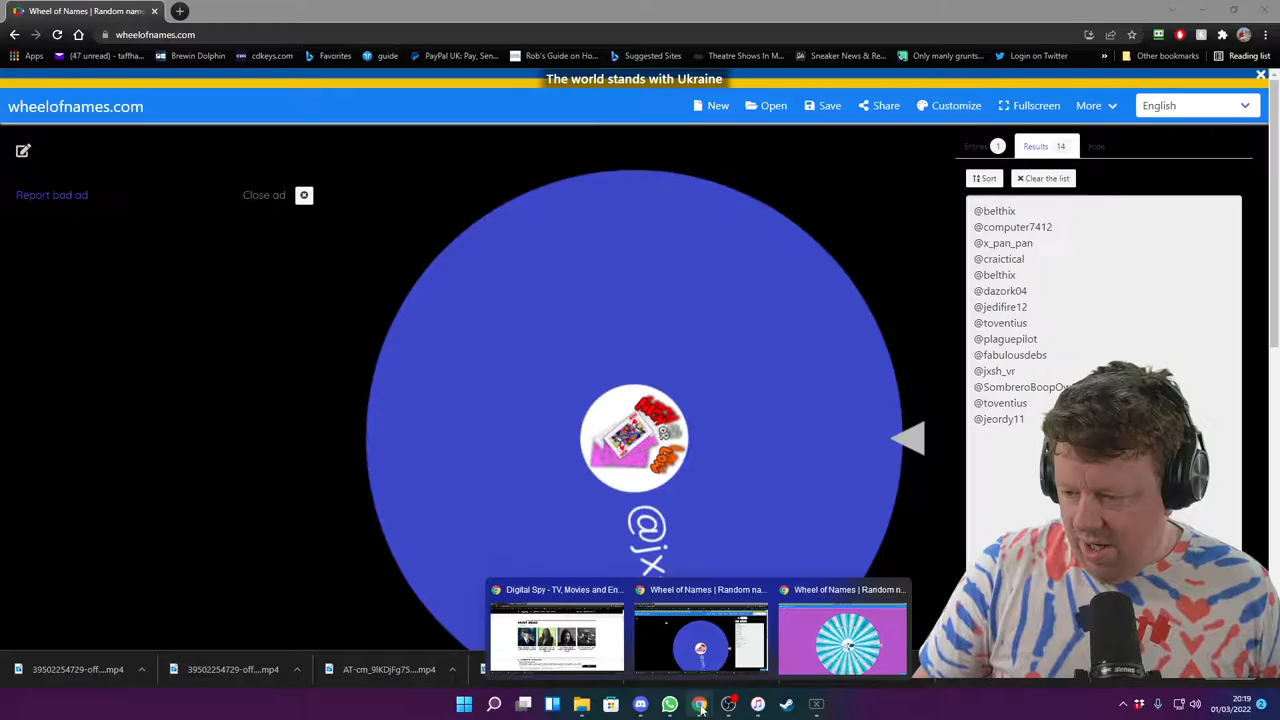 Wheel of Names | Random nam
wheelofnames.com
Apps
(47 unread) - taffha...
Brewin Dolphin
cdkeys.com
Favorites
guide
PayPal UK: Pay, Sen...
Rob's Guide on Ho...
Suggested Sites
Theatre Shows In M...
Sneaker News & Re...
Only manly grunts...
Login on Twitter
Other bookmarks
Reading list
The world stands with Ukraine
wheelofnames.com
New
Open
Save
Share
Customize
Fullscreen
More
English
Entries 1
Results 14
Hide
Report bad ad
Close ad
Sort
Clear the list
@belthix
@computer7412
@x_pan_pan
@craictical
@belthix
@dazork04
@jedifire12
@toventius
@plaguepilot
@fabulousdebs
@jxsh_vr
@SombreroBoopOw
@toventius
@jeordy11
OR
LOW
@jx
Digital Spy - TV, Movies and En...
Wheel of Names | Random na...
Wheel of Names | Random n...
39502254729-off....mp4
39502254729-off....mp4
AT-cm_9lKDjFg75....mp4
20:19
01/03/2022
2